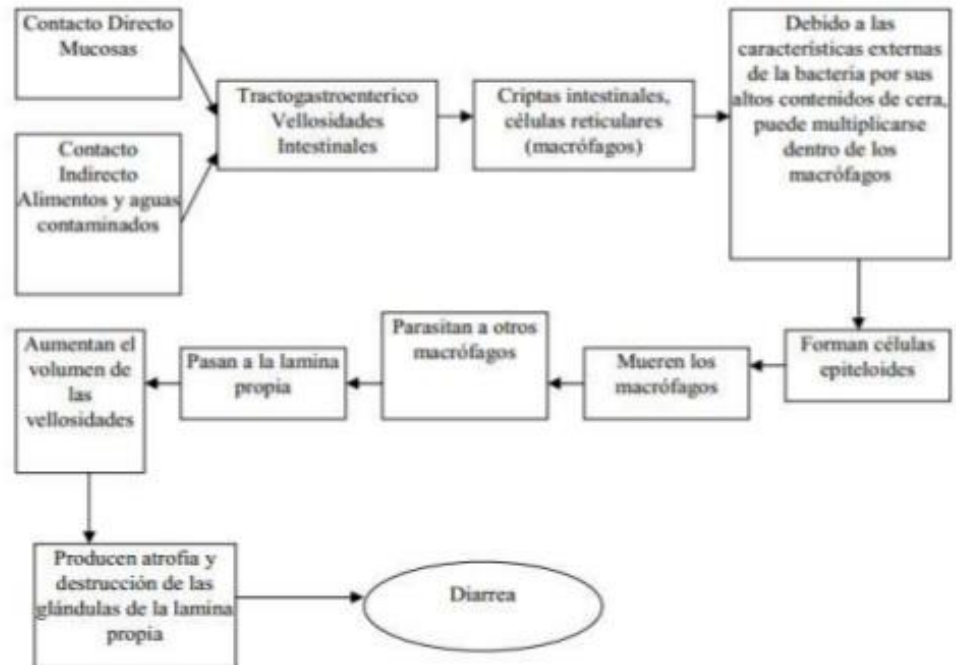 Contacto Directo
Mucosas
Contacto
Indirecto
Alimentos y aguas
contaminados
Tractogastroenterico
Vellosidades
Intestinales
Criptas intestinales,
células reticulares
(macrófagos)
Debido a las
características externas
de la bacteria por sus
altos contenidos de cera,
puede multiplicarse
dentro de los
macrófagos
Forman células
epiteloides
Mueren los
macrófagos
Parasitan a otros
macrófagos
Pasan a la lamina
propia
Aumentan el
volumen de
las
vellosidades
Producen atrofia y
destrucción de las
glándulas de la lamina
propia
Diarrea